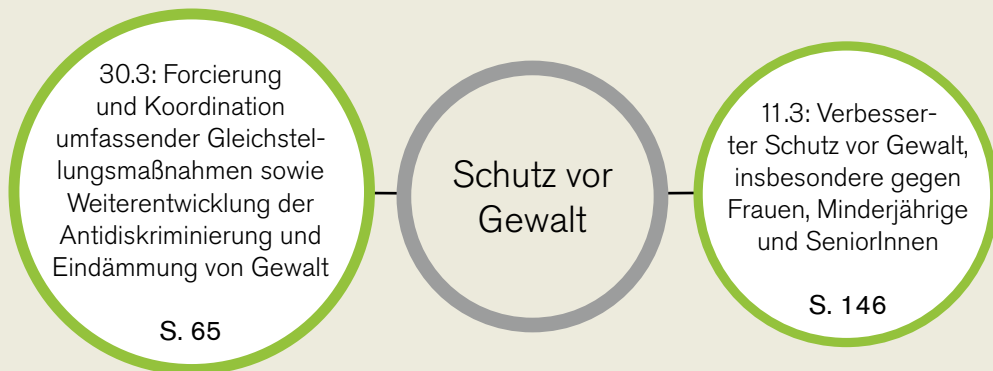 30.3: Forcierung
und Koordination
umfassender Gleichstel-
lungsmaßnahmen sowie
Weiterentwicklung der
Antidiskriminierung und
Eindämmung von Gewalt
S. 65
Schutz vor
Gewalt
11.3: Verbesser-
ter Schutz vor Gewalt,
insbesondere gegen
Frauen, Minderjährige
und SeniorInnen
S. 146